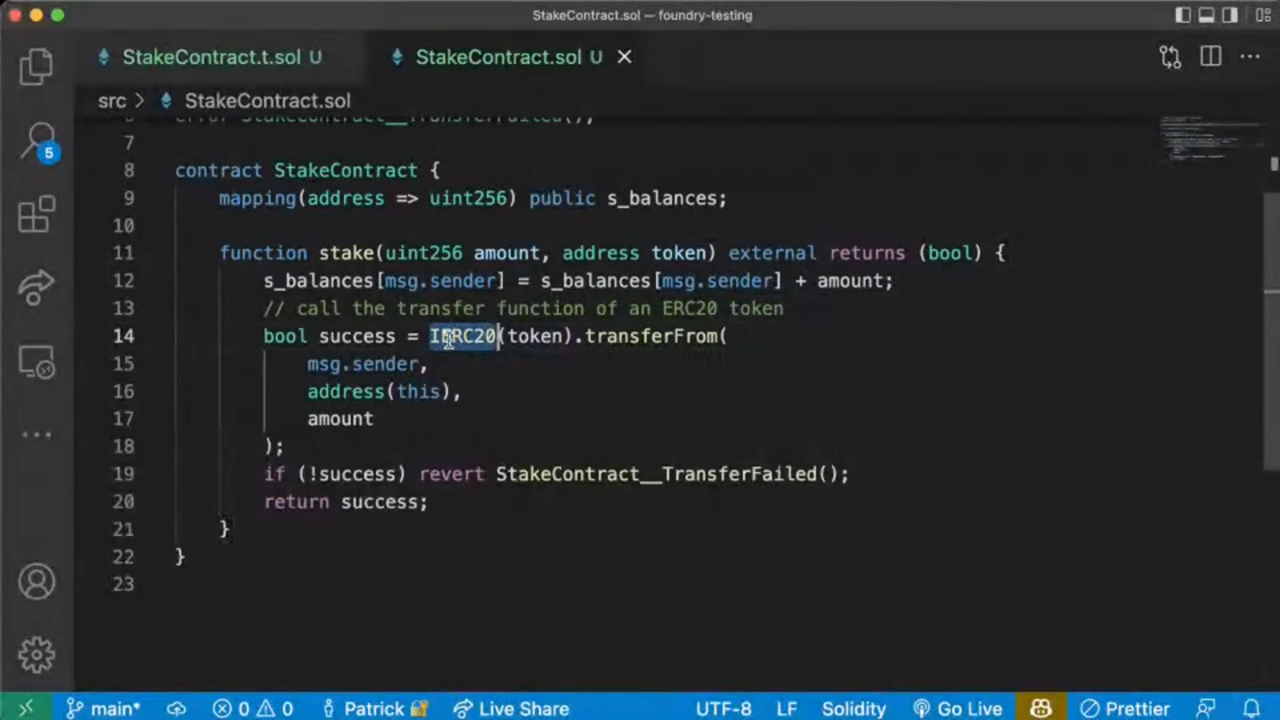 StakeContract.sol — foundry-testing
StakeContract.t.sol U
StakeContract.sol U
src > StakeContract.sol
5
7
8 contract StakeContract {
9 mapping(address => uint256) public s_balances;
10
11 function stake(uint256 amount, address token) external returns (bool) {
12 s_balances[msg.sender] = s_balances[msg.sender] + amount;
13 // call the transfer function of an ERC20 token
14 bool success = IERC20(token).transferFrom(
15 msg.sender,
16 address(this),
17 amount
18 );
19 if (!success) revert StakeContract__TransferFailed();
20 return success;
21 }
22 }
23
main* 0 0 Patrick Live Share UTF-8 LF Solidity Go Live Prettier